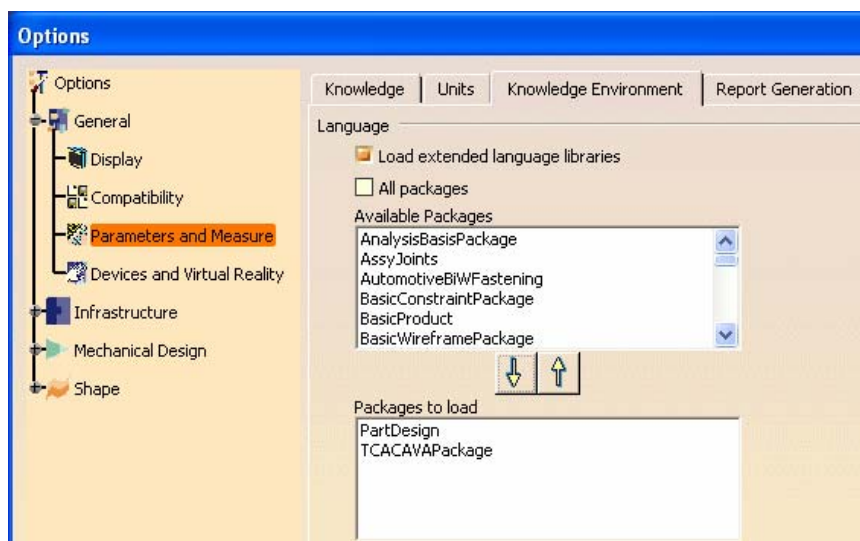 Options
Options
General
Display
Compatibility
Parameters and Measure
Devices and Virtual Reality
Infrastructure
Mechanical Design
Shape
Knowledge Units Knowledge Environment Report Generation
Language
Load extended language libraries
All packages
Available Packages
AnalysisBasisPackage
AssyJoints
AutomotiveBiWFastening
BasicConstraintPackage
BasicProduct
BasicWireframePackage
Packages to load
PartDesign
TCACAVAPackage